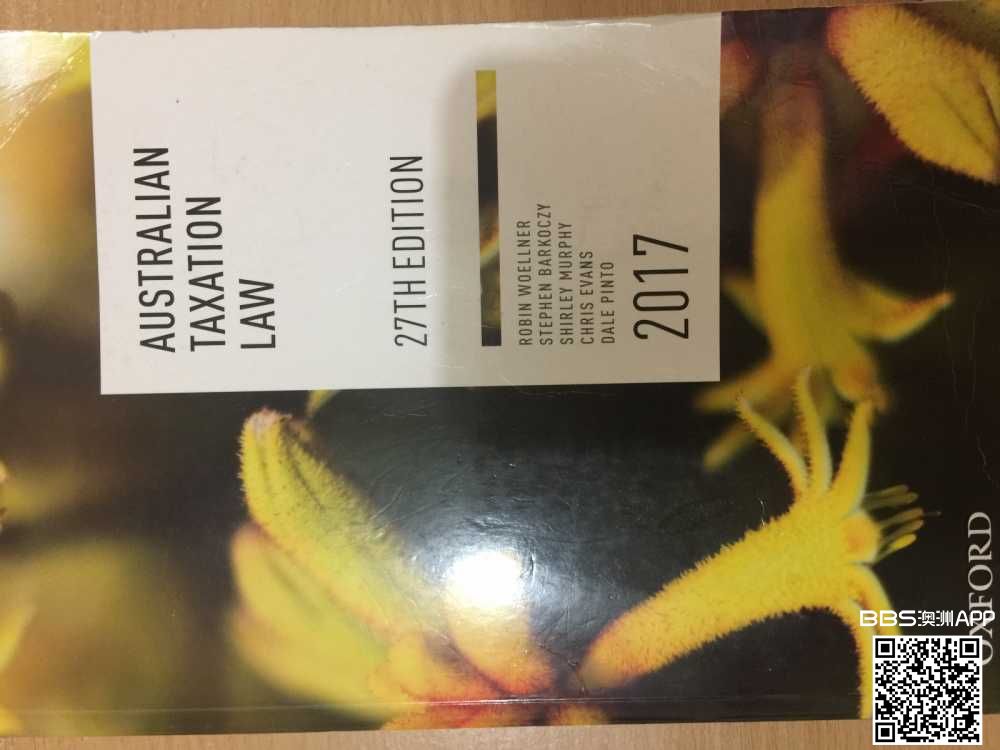 AUSTRALIAN
TAXATION
LAW
27TH EDITION
ROBIN WOELLNER
STEPHEN BARKOCZY
SHIRLEY MURPHY
CHRIS EVANS
DALE PINTO
2017
OXFORD
BBS澳洲APP